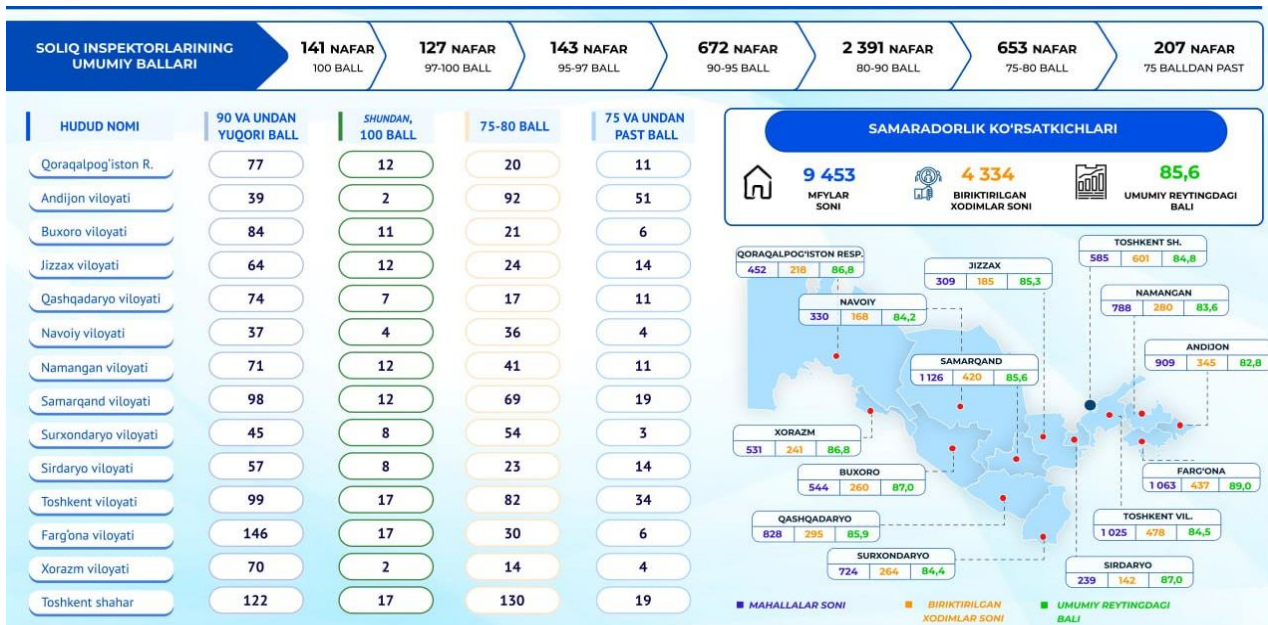 SOLIQ INSPEKTORLARINING
UMUMIY BALLARI
141 NAFAR
100 BALL
127 NAFAR
97-100 BALL
143 NAFAR
95-97 BALL
672 NAFAR
90-95 BALL
2 391 NAFAR
80-90 BALL
653 NAFAR
75-80 BALL
207 NAFAR
75 BALLDAN PAST
HUDUD NOMI
90 VA UNDAN
YUQORI BALL
SHUNDAN,
100 BALL
75-80 BALL
75 VA UNDAN
PAST BALL
Qoraqalpog'iston R. 77 12 20 11
Andijon viloyati 39 2 92 51
Buxoro viloyati 84 11 21 6
Jizzax viloyati 64 12 24 14
Qashqadaryo viloyati 74 7 17 11
Navoiy viloyati 37 4 36 4
Namangan viloyati 71 12 41 11
Samarqand viloyati 98 12 69 19
Surxondaryo viloyati 45 8 54 3
Sirdaryo viloyati 57 8 23 14
Toshkent viloyati 99 17 82 34
Farg'ona viloyati 146 17 30 6
Xorazm viloyati 70 2 14 4
Toshkent shahar 122 17 130 19
SAMARADORLIK KO'RSATKICHLARI
9 453
MFYLAR
SONI
4 334
BIRIKTIRILGAN
XODIMLAR SONI
85,6
UMUMIY REYTINGDAGI
BALI
QORAQALPOG'ISTON RESP.
452 218 86,8
NAVOIY
330 168 84,2
JIZZAX
309 185 85,3
TOSHKENT SH.
585 601 84,8
NAMANGAN
788 280 83,6
ANDIJON
909 345 82,8
SAMARQAND
1 126 420 85,6
XORAZM
531 241 86,8
BUXORO
544 260 87,0
QASHQADARYO
828 295 85,9
SURXONDARYO
724 264 84,4
FARG'ONA
1 063 437 89,0
TOSHKENT VIL.
1 025 478 84,5
SIRDARYO
239 142 87,0
MAHALLALAR SONI
BIRIKTIRILGAN
XODIMLAR SONI
UMUMIY REYTINGDAGI
BALI